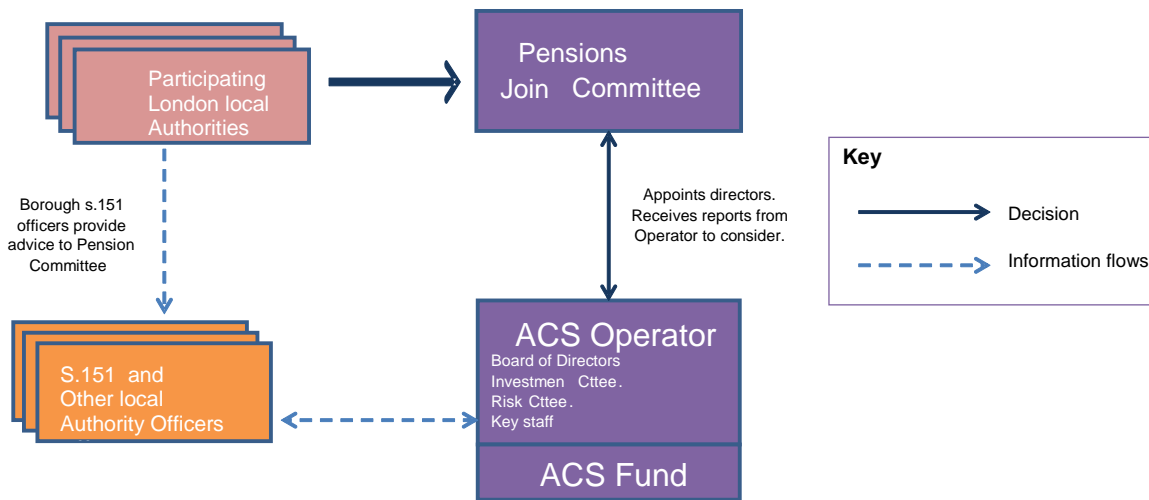 Participating
London local
Authorities
Pensions
Join Committee
Key
Decision
Information flows
Borough s.151
officers provide
advice to Pension
Committee
Appoints directors.
Receives reports from
Operator to consider.
S.151 and
Other local
Authority Officers
ACS Operator
Board of Directors
Investmen Cttee.
Risk Cttee.
Key staff
ACS Fund